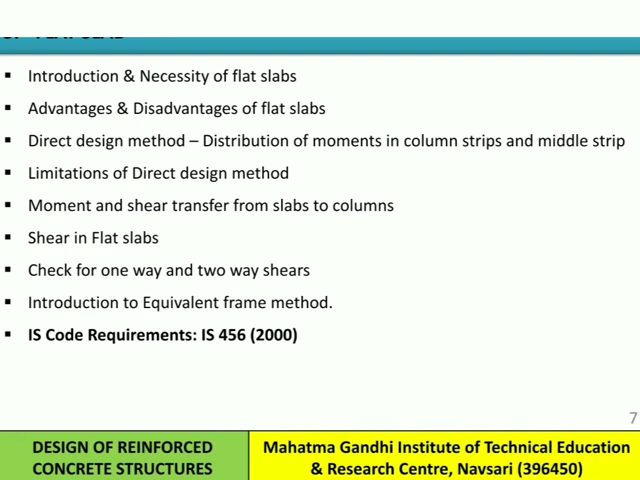 ▪ Introduction & Necessity of flat slabs
▪ Advantages & Disadvantages of flat slabs
▪ Direct design method – Distribution of moments in column strips and middle strip
▪ Limitations of Direct design method
▪ Moment and shear transfer from slabs to columns
▪ Shear in Flat slabs
▪ Check for one way and two way shears
▪ Introduction to Equivalent frame method.
▪ IS Code Requirements: IS 456 (2000)
7
DESIGN OF REINFORCED
CONCRETE STRUCTURES
Mahatma Gandhi Institute of Technical Education
& Research Centre, Navsari (396450)